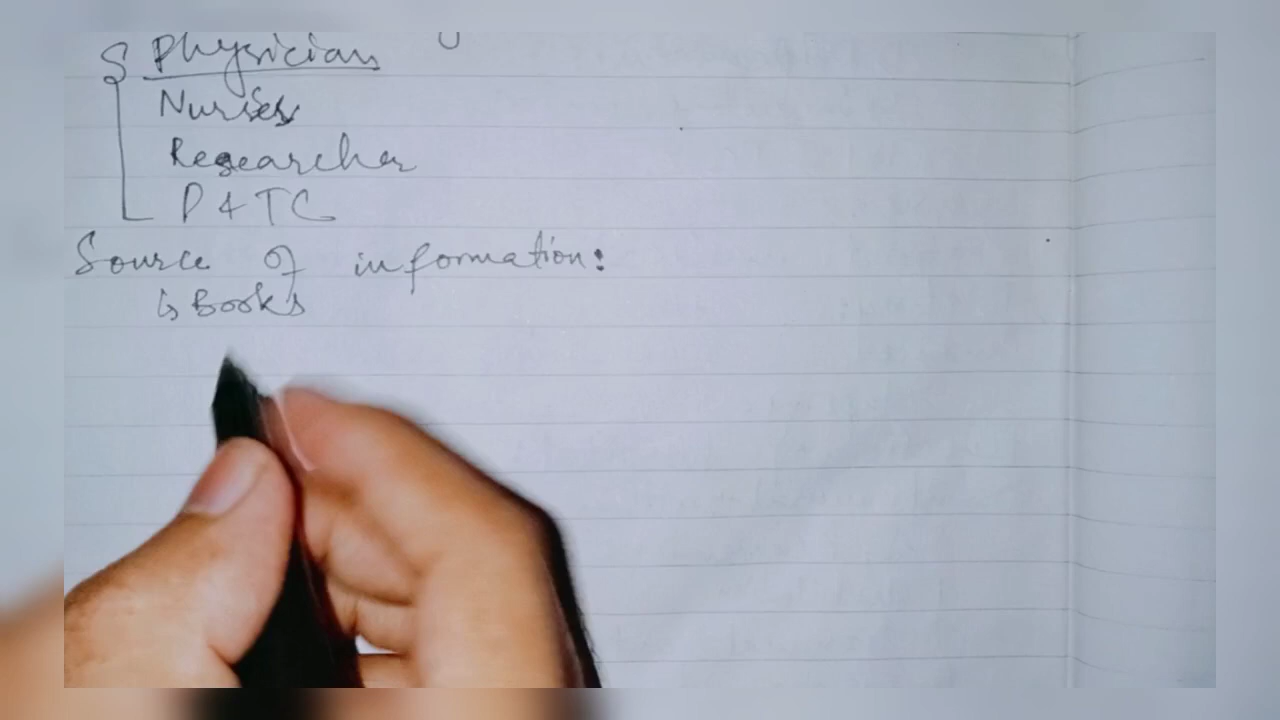 Physician
Nurses
Researcher
P & TC
Source of information:
↳ Books